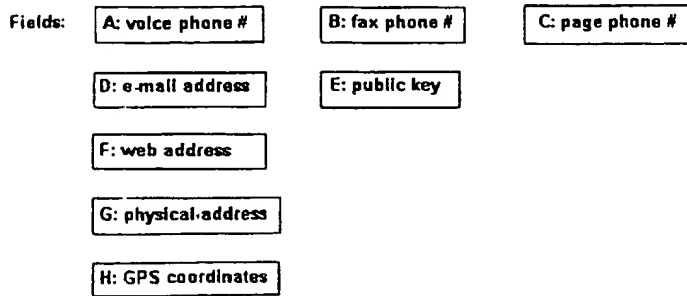 Fields: A: voice phone # B: fax phone # C: page phone #
D: e-mail address E: public key
F: web address
G: physical address
H: GPS coordinates